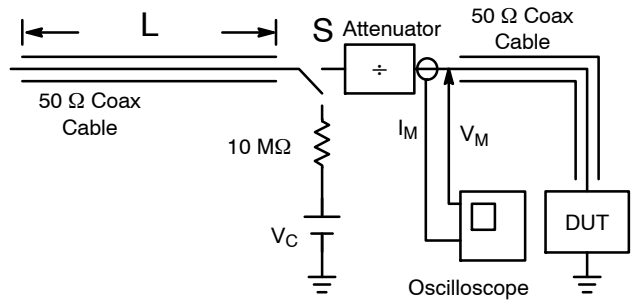 L
S
Attenuator
÷
50 Ω Coax
Cable
50 Ω Coax
Cable
10 MΩ
I_M
V_M
V_C
DUT
Oscilloscope